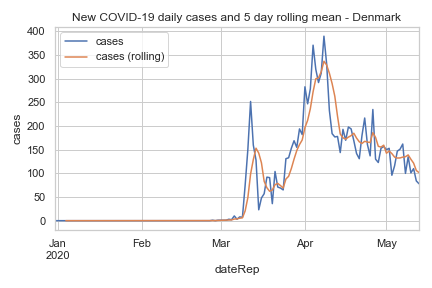 New COVID-19 daily cases and 5 day rolling mean - Denmark
cases
cases (rolling)
400
350
300
250
200
150
100
50
0
cases
Jan Feb Mar Apr May
2020
dateRep